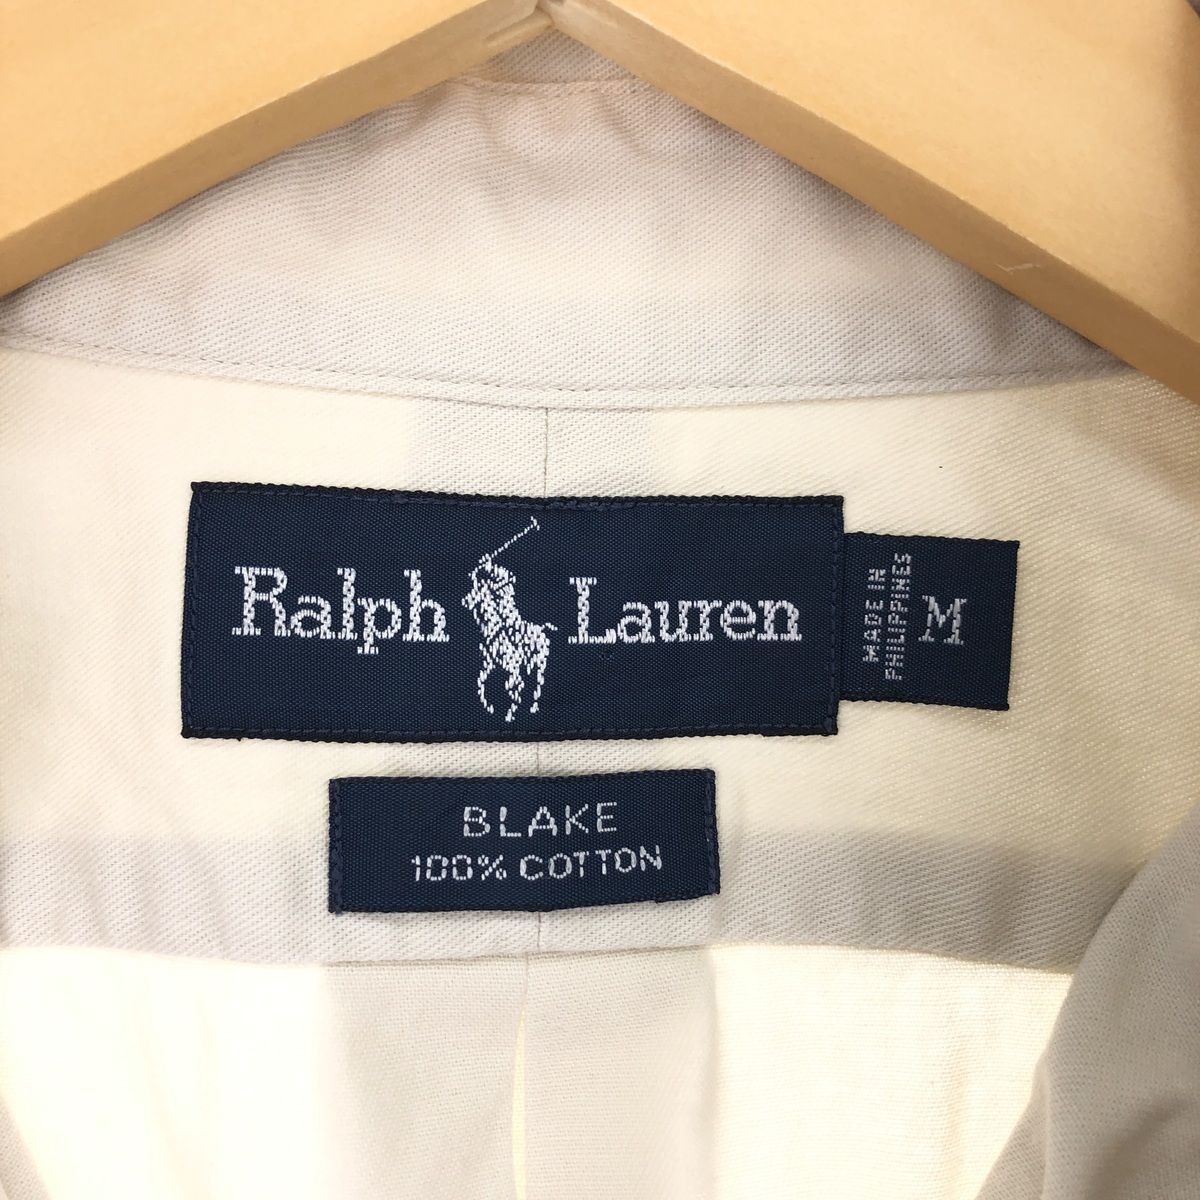 Ralph Lauren
MADE IN
PHILIPPINES
M
BLAKE
100% COTTON